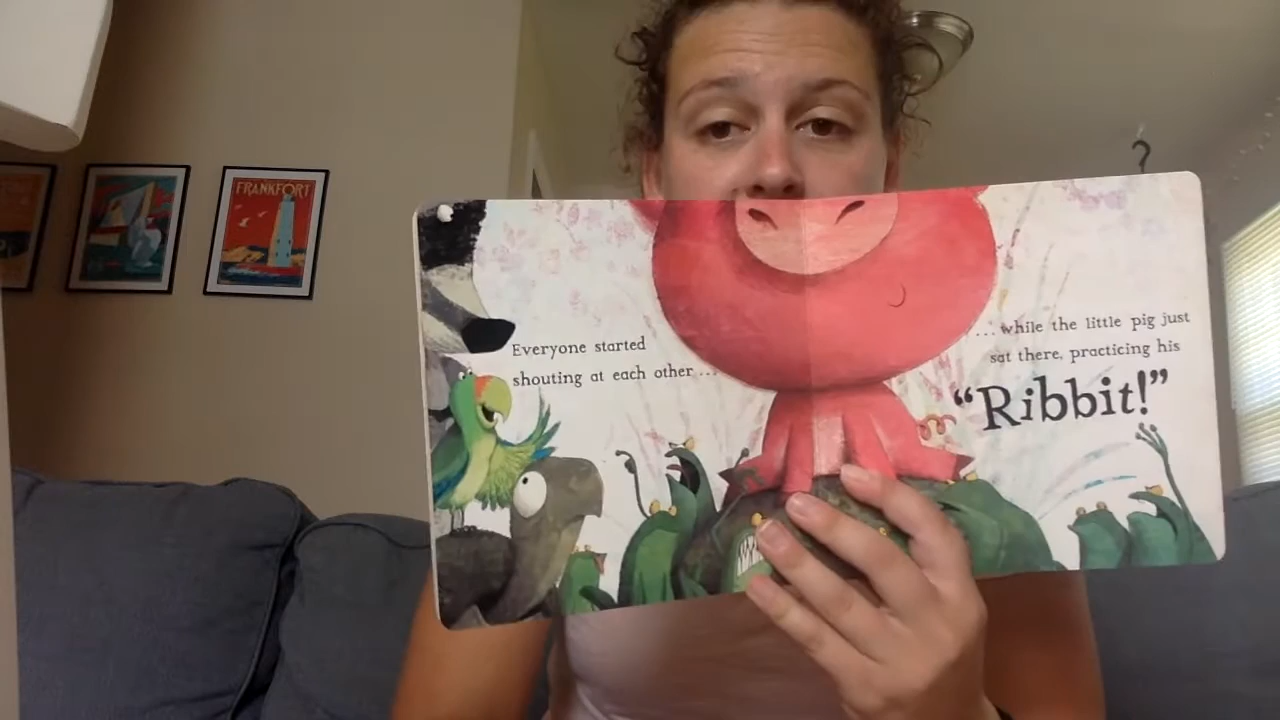 FRANKFORT
Everyone started
shouting at each other...
...while the little pig just
sat there, practicing his
“Ribbit!”